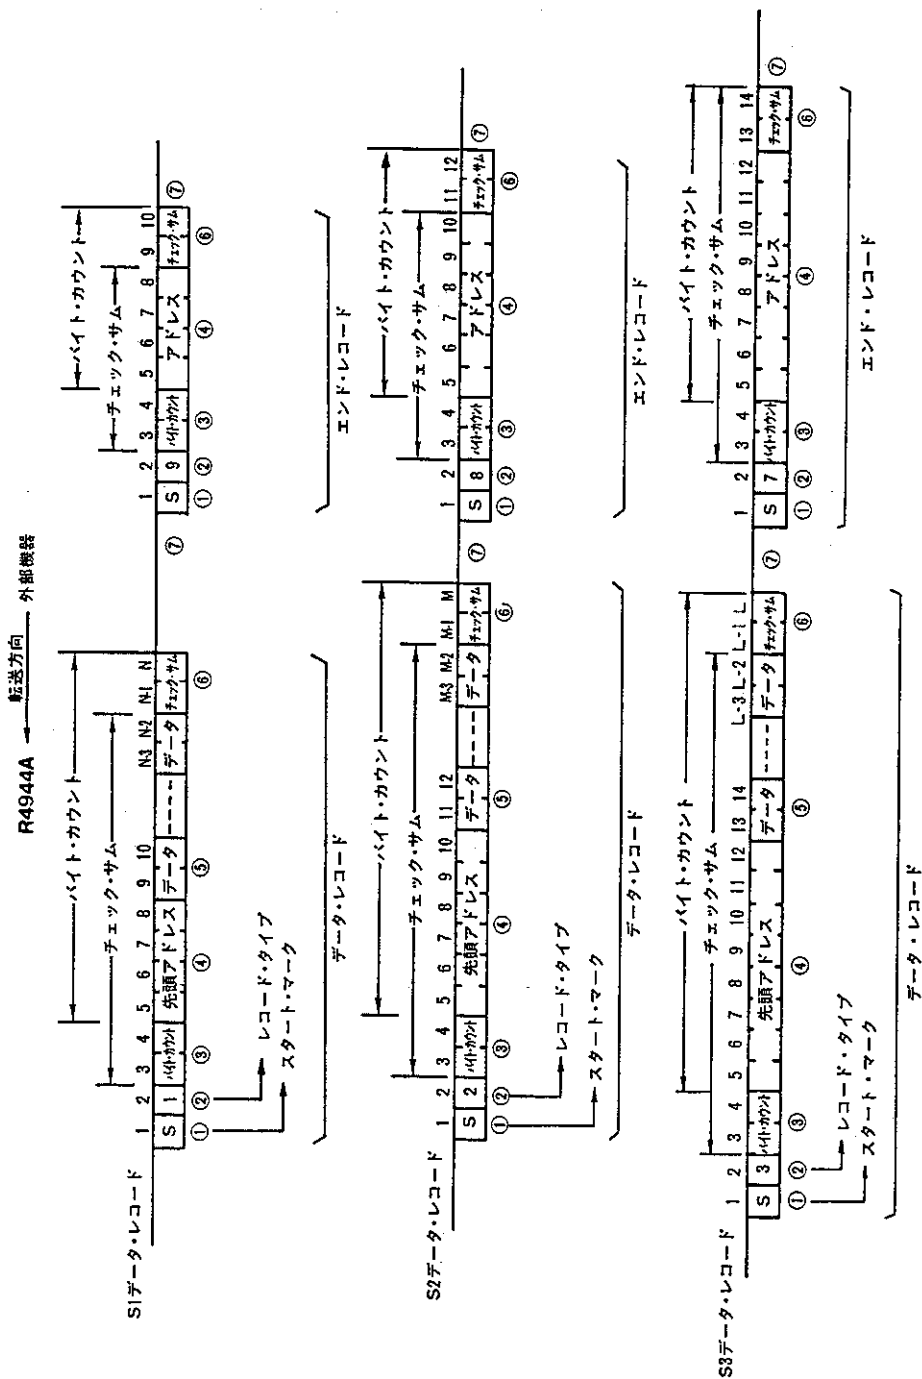 R4944A ← 転送方向 外部機器
S1データ・レコード
バイト・カウント
チェック・サム
1 2 3 4 5 6 7 8 9 10 N-3 N-2 N-1 N
S 1 バイト・カウント 先頭アドレス データ ---- データ チェック・サム
① ② ③ ④ ⑤ ⑥ ⑦
レコード・タイプ
スタート・マーク
データ・レコード
バイト・カウント
チェック・サム
1 2 3 4 5 6 7 8 9 10
S 9 バイト・カウント アドレス チェック・サム
① ② ③ ④ ⑥ ⑦
エンド・レコード
S2データ・レコード
バイト・カウント
チェック・サム
1 2 3 4 5 6 7 8 9 10 11 12 M-3 M-2 M-1 M
S 2 バイト・カウント 先頭アドレス データ ---- データ チェック・サム
① ② ③ ④ ⑤ ⑥ ⑦
レコード・タイプ
スタート・マーク
データ・レコード
バイト・カウント
チェック・サム
1 2 3 4 5 6 7 8 9 10 11 12
S 8 バイト・カウント アドレス チェック・サム
① ② ③ ④ ⑥ ⑦
エンド・レコード
S3データ・レコード
バイト・カウント
チェック・サム
1 2 3 4 5 6 7 8 9 10 11 12 13 14 L-3 L-2 L-1 L
S 3 バイト・カウント 先頭アドレス データ ---- データ チェック・サム
① ② ③ ④ ⑤ ⑥ ⑦
レコード・タイプ
スタート・マーク
データ・レコード
バイト・カウント
チェック・サム
1 2 3 4 5 6 7 8 9 10 11 12 13 14
S 7 バイト・カウント アドレス チェック・サム
① ② ③ ④ ⑥ ⑦
エンド・レコード